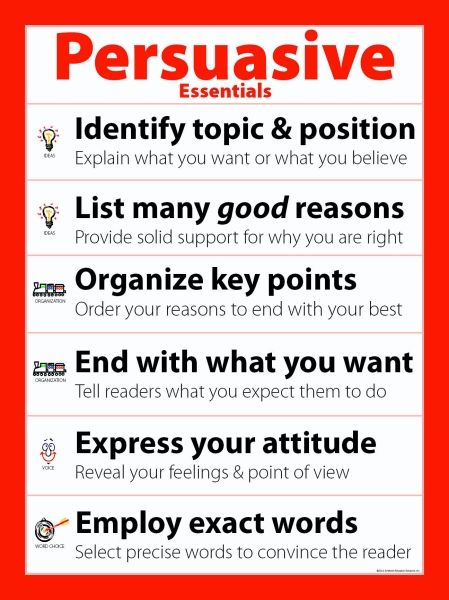 Persuasive
Essentials
Identify topic & position
IDEAS
Explain what you want or what you believe
List many good reasons
IDEAS
Provide solid support for why you are right
Organize key points
ORGANIZATION
Order your reasons to end with your best
End with what you want
ORGANIZATION
Tell readers what you expect them to do
Express your attitude
VOICE
Reveal your feelings & point of view
Employ exact words
WORD CHOICE
Select precise words to convince the reader